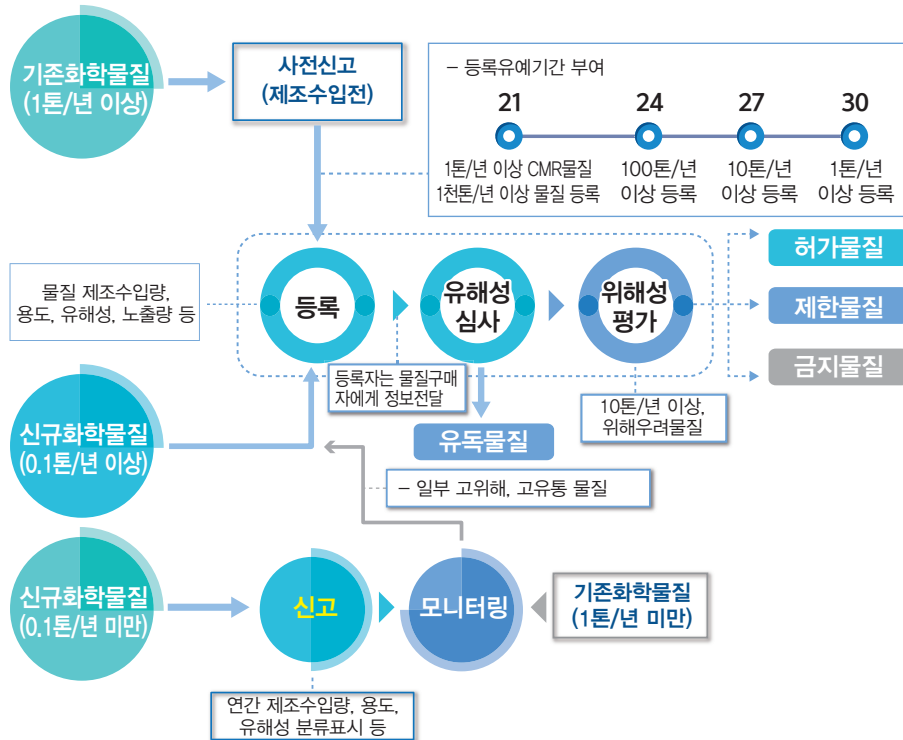 기존화학물질
(1톤/년 이상)
사전신고
(제조수입전)
– 등록유예기간 부여
21
24
27
30
1톤/년 이상 CMR물질
1천톤/년 이상 물질 등록
100톤/년
이상 등록
10톤/년
이상 등록
1톤/년
이상 등록
물질 제조수입량,
용도, 유해성, 노출량 등
등록
유해성
심사
위해성
평가
허가물질
제한물질
금지물질
등록자는 물질구매
자에게 정보전달
10톤/년 이상,
위해우려물질
유독물질
신규화학물질
(0.1톤/년 이상)
– 일부 고위해, 고유통 물질
신규화학물질
(0.1톤/년 미만)
신고
모니터링
기존화학물질
(1톤/년 미만)
연간 제조수입량, 용도,
유해성 분류표시 등